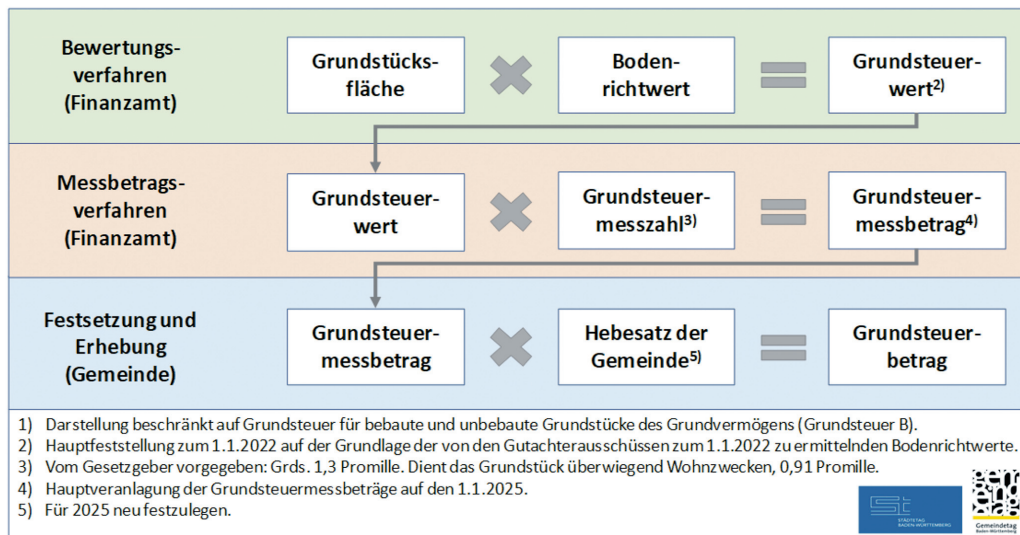 Bewertungs-
verfahren
(Finanzamt)
Grundstücks-
fläche
Boden-
richtwert
Grundsteuer-
wert2)
Messbetrags-
verfahren
(Finanzamt)
Grundsteuer-
wert
Grundsteuer-
messzahl3)
Grundsteuer-
messbetrag4)
Festsetzung und
Erhebung
(Gemeinde)
Grundsteuer-
messbetrag
Hebesatz der
Gemeinde5)
Grundsteuer-
betrag
1) Darstellung beschränkt auf Grundsteuer für bebaute und unbebaute Grundstücke des Grundvermögens (Grundsteuer B).
2) Hauptfeststellung zum 1.1.2022 auf der Grundlage der von den Gutachterausschüssen zum 1.1.2022 zu ermittelnden Bodenrichtwerte.
3) Vom Gesetzgeber vorgegeben: Grds. 1,3 Promille. Dient das Grundstück überwiegend Wohnzwecken, 0,91 Promille.
4) Hauptveranlagung der Grundsteuermessbeträge auf den 1.1.2025.
5) Für 2025 neu festzulegen.
STÄDTETAG
BADEN-WÜRTTEMBERG
gemeindetag
Gemeindetag
Baden-Württemberg